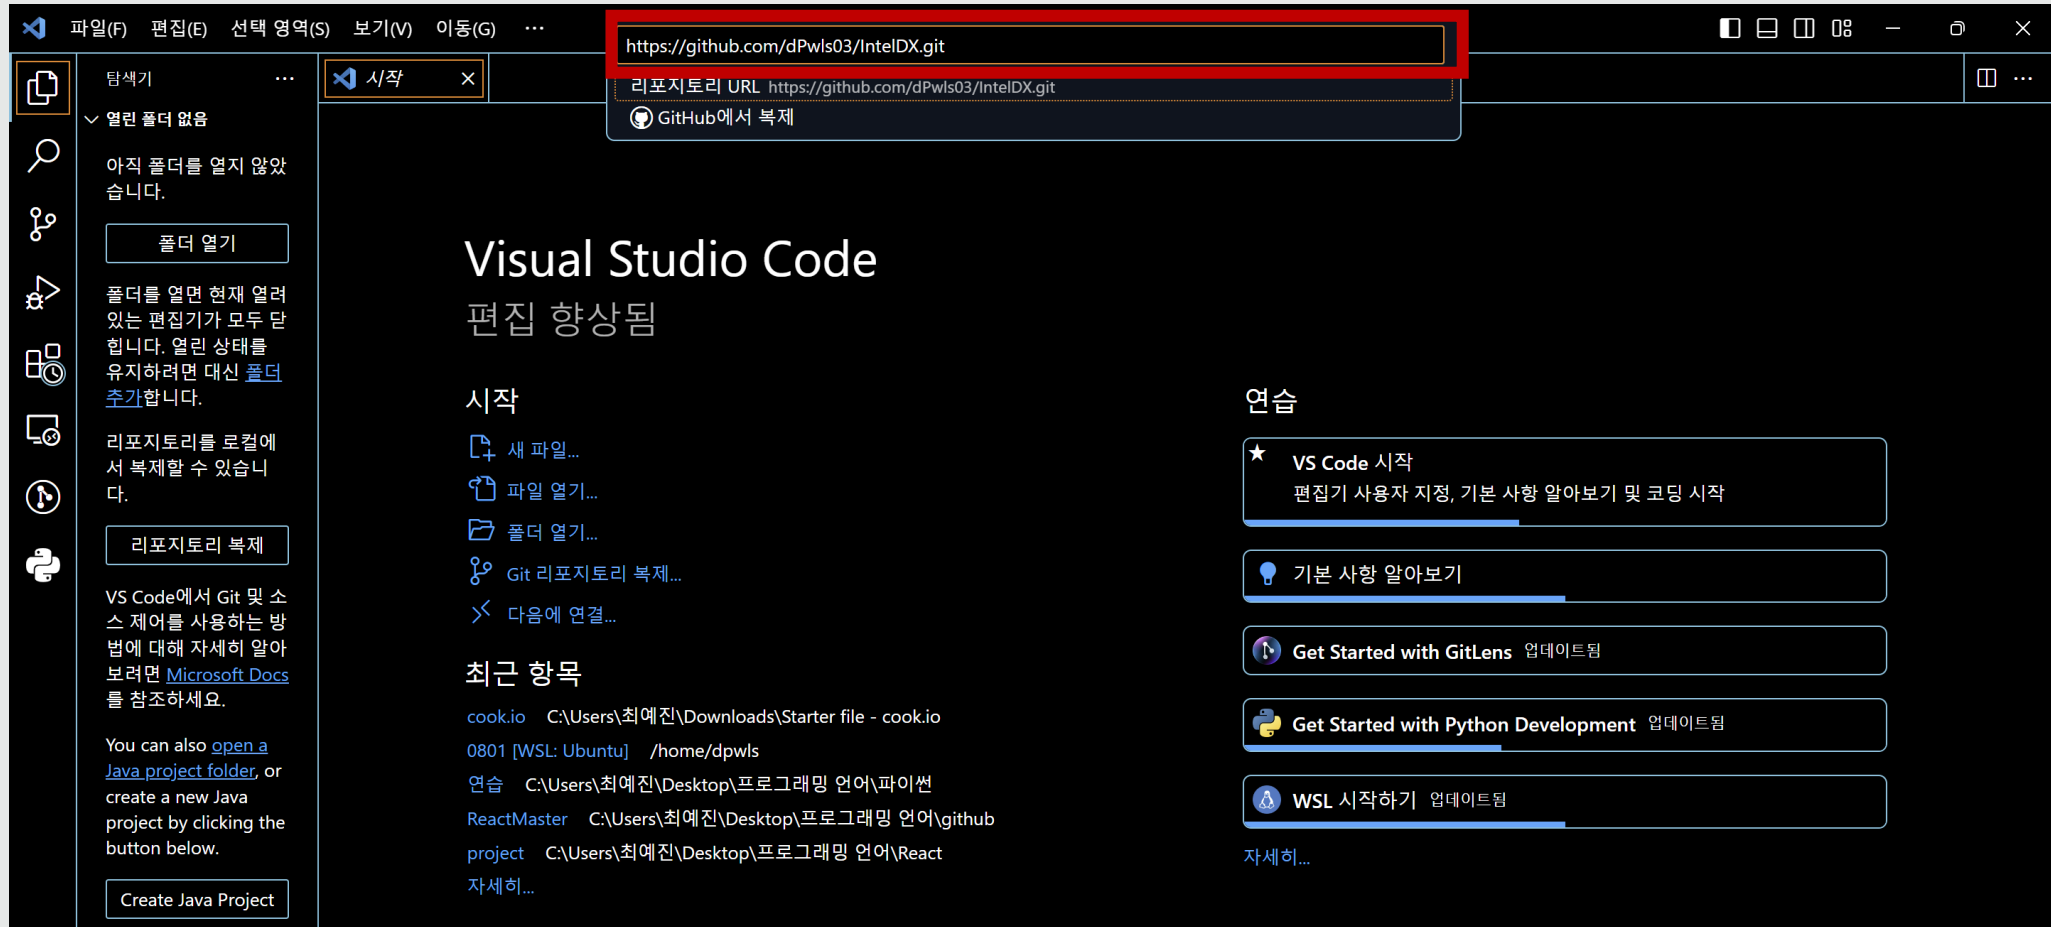 파일(F) 편집(E) 선택 영역(S) 보기(V) 이동(G) ···
https://github.com/dPwls03/IntelDX.git
리포지토리 URL https://github.com/dPwls03/IntelDX.git
GitHub에서 복제
탐색기 ···
시작
열린 폴더 없음
아직 폴더를 열지 않았
습니다.
폴더 열기
폴더를 열면 현재 열려
있는 편집기가 모두 닫
힙니다. 열린 상태를
유지하려면 대신 폴더
추가합니다.
리포지토리를 로컬에
서 복제할 수 있습니
다.
리포지토리 복제
VS Code에서 Git 및 소
스 제어를 사용하는 방
법에 대해 자세히 알아
보려면 Microsoft Docs
를 참조하세요.
You can also open a
Java project folder, or
create a new Java
project by clicking the
button below.
Create Java Project
Visual Studio Code
편집 향상됨
시작
새 파일...
파일 열기...
폴더 열기...
Git 리포지토리 복제...
다음에 연결...
최근 항목
cook.io C:\Users\최예진\Downloads\Starter file - cook.io
0801 [WSL: Ubuntu] /home/dpwls
연습 C:\Users\최예진\Desktop\프로그래밍 언어\파이썬
ReactMaster C:\Users\최예진\Desktop\프로그래밍 언어\github
project C:\Users\최예진\Desktop\프로그래밍 언어\React
자세히...
연습
VS Code 시작
편집기 사용자 지정, 기본 사항 알아보기 및 코딩 시작
기본 사항 알아보기
Get Started with GitLens 업데이트됨
Get Started with Python Development 업데이트됨
WSL 시작하기 업데이트됨
자세히...